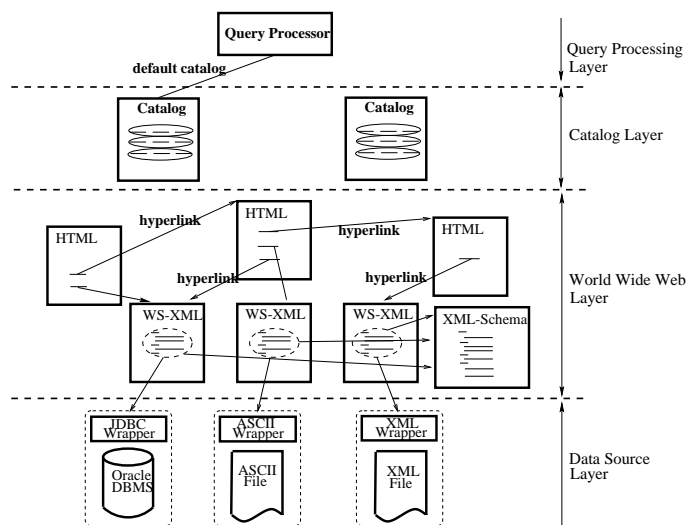 Query Processor
Query Processing
Layer
default catalog
Catalog
Catalog
Catalog Layer
HTML
hyperlink
HTML
hyperlink
HTML
hyperlink
hyperlink
World Wide Web
Layer
WS-XML
WS-XML
WS-XML
XML-Schema
JDBC
Wrapper
ASCII
Wrapper
XML
Wrapper
Oracle
DBMS
ASCII
File
XML
File
Data Source
Layer